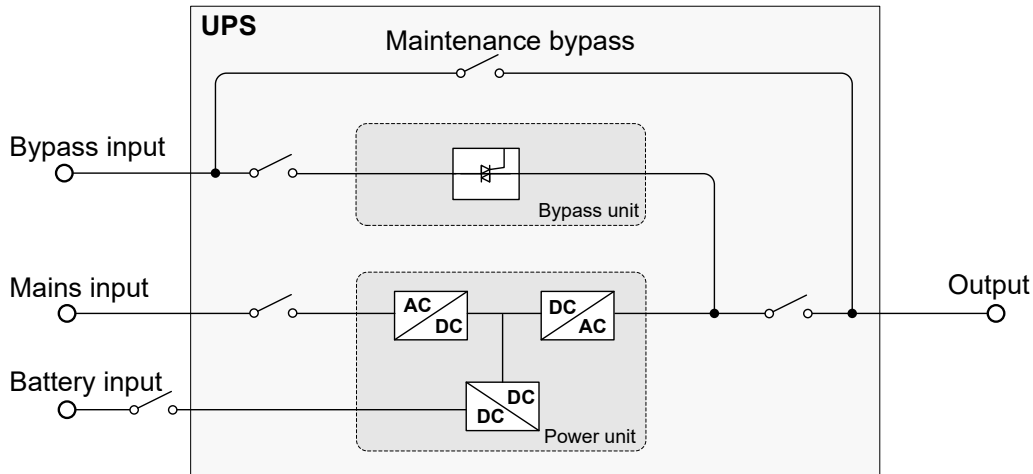 UPS
Maintenance bypass
Bypass input
Bypass unit
Mains input
AC
DC
DC
AC
Output
Battery input
DC
DC
Power unit